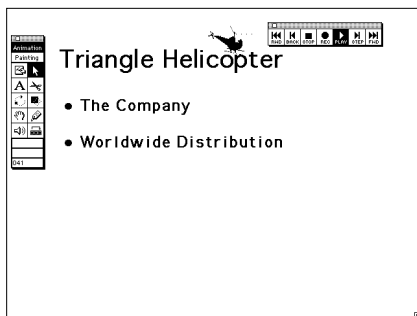 RWD BACK STOP REC PLAY STEP FWD
Animation
Painting
Triangle Helicopter
A
• The Company
• Worldwide Distribution
041